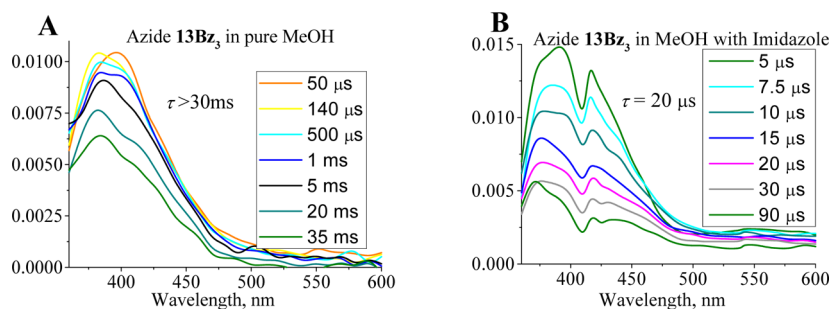 A
Azide 13Bz3 in pure MeOH
τ >30ms
50 µs
140 µs
500 µs
1 ms
5 ms
20 ms
35 ms
0.0100
0.0075
0.0050
0.0025
0.0000
400 450 500 550 600
Wavelength, nm
B
Azide 13Bz3 in MeOH with Imidazole
τ = 20 µs
5 µs
7.5 µs
10 µs
15 µs
20 µs
30 µs
90 µs
0.015
0.010
0.005
0.000
400 450 500 550 600
Wavelength, nm